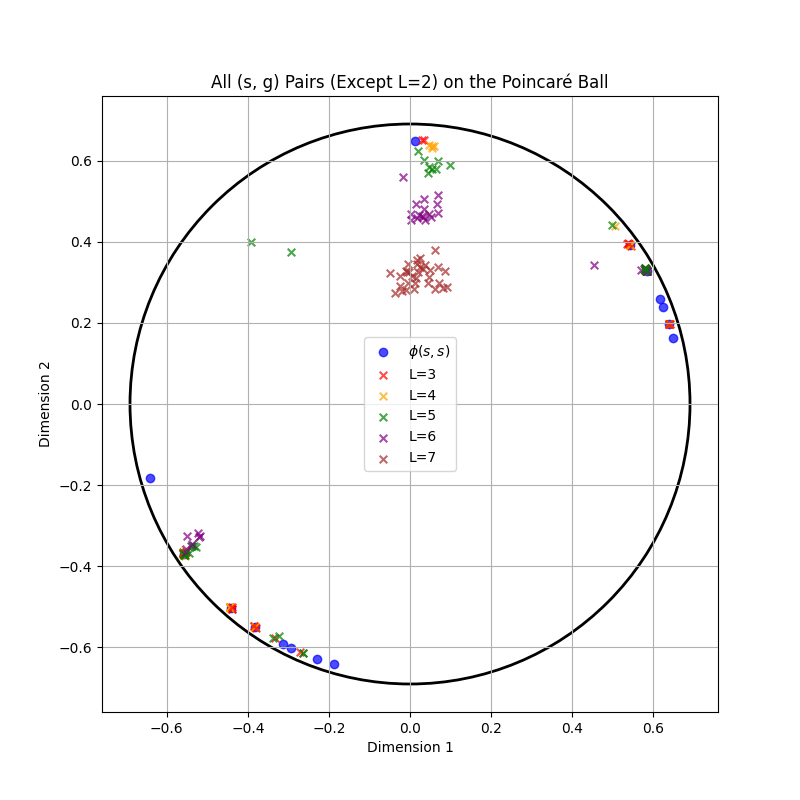 All (s, g) Pairs (Except L=2) on the Poincaré Ball
0.6
0.4
0.2
0.0
−0.2
−0.4
−0.6
Dimension 2
ϕ(s, s)
L=3
L=4
L=5
L=6
L=7
−0.6 −0.4 −0.2 0.0 0.2 0.4 0.6
Dimension 1